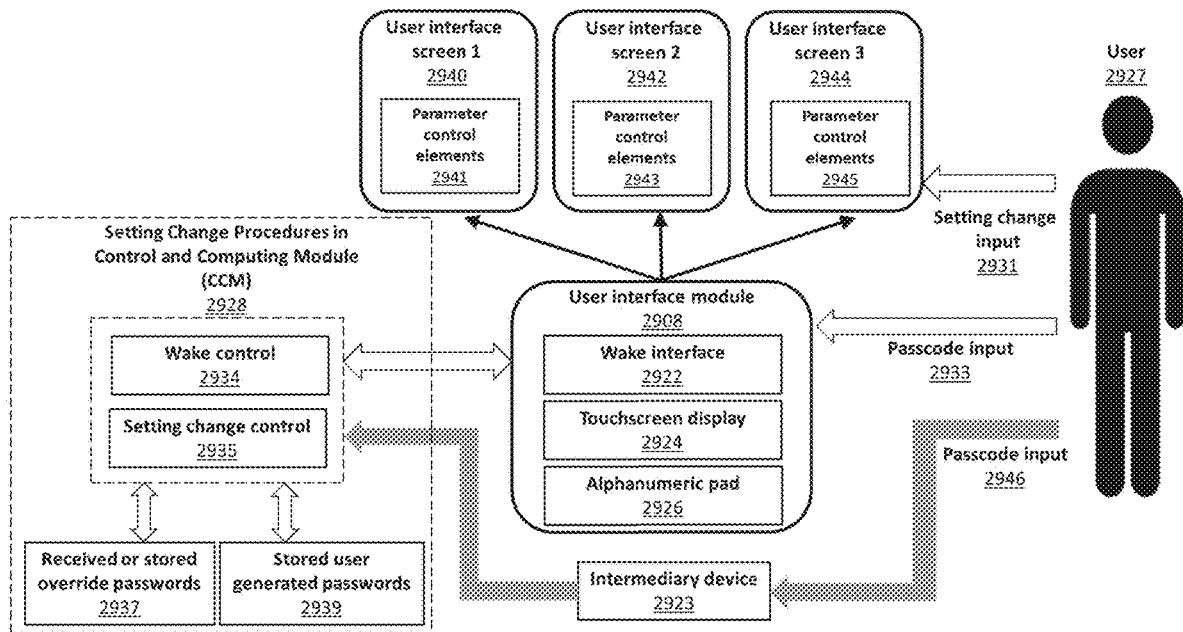 User interface
screen 1
2940
Parameter
control
elements
2941
User interface
screen 2
2942
Parameter
control
elements
2943
User interface
screen 3
2944
Parameter
control
elements
2945
User
2927
Setting change
input
2931
Setting Change Procedures in
Control and Computing Module
(CCM)
2928
Wake control
2934
Setting change control
2935
Received or stored
override passwords
2937
Stored user
generated passwords
2939
User interface module
2908
Wake interface
2922
Touchscreen display
2924
Alphanumeric pad
2926
Passcode input
2933
Passcode input
2946
Intermediary device
2923